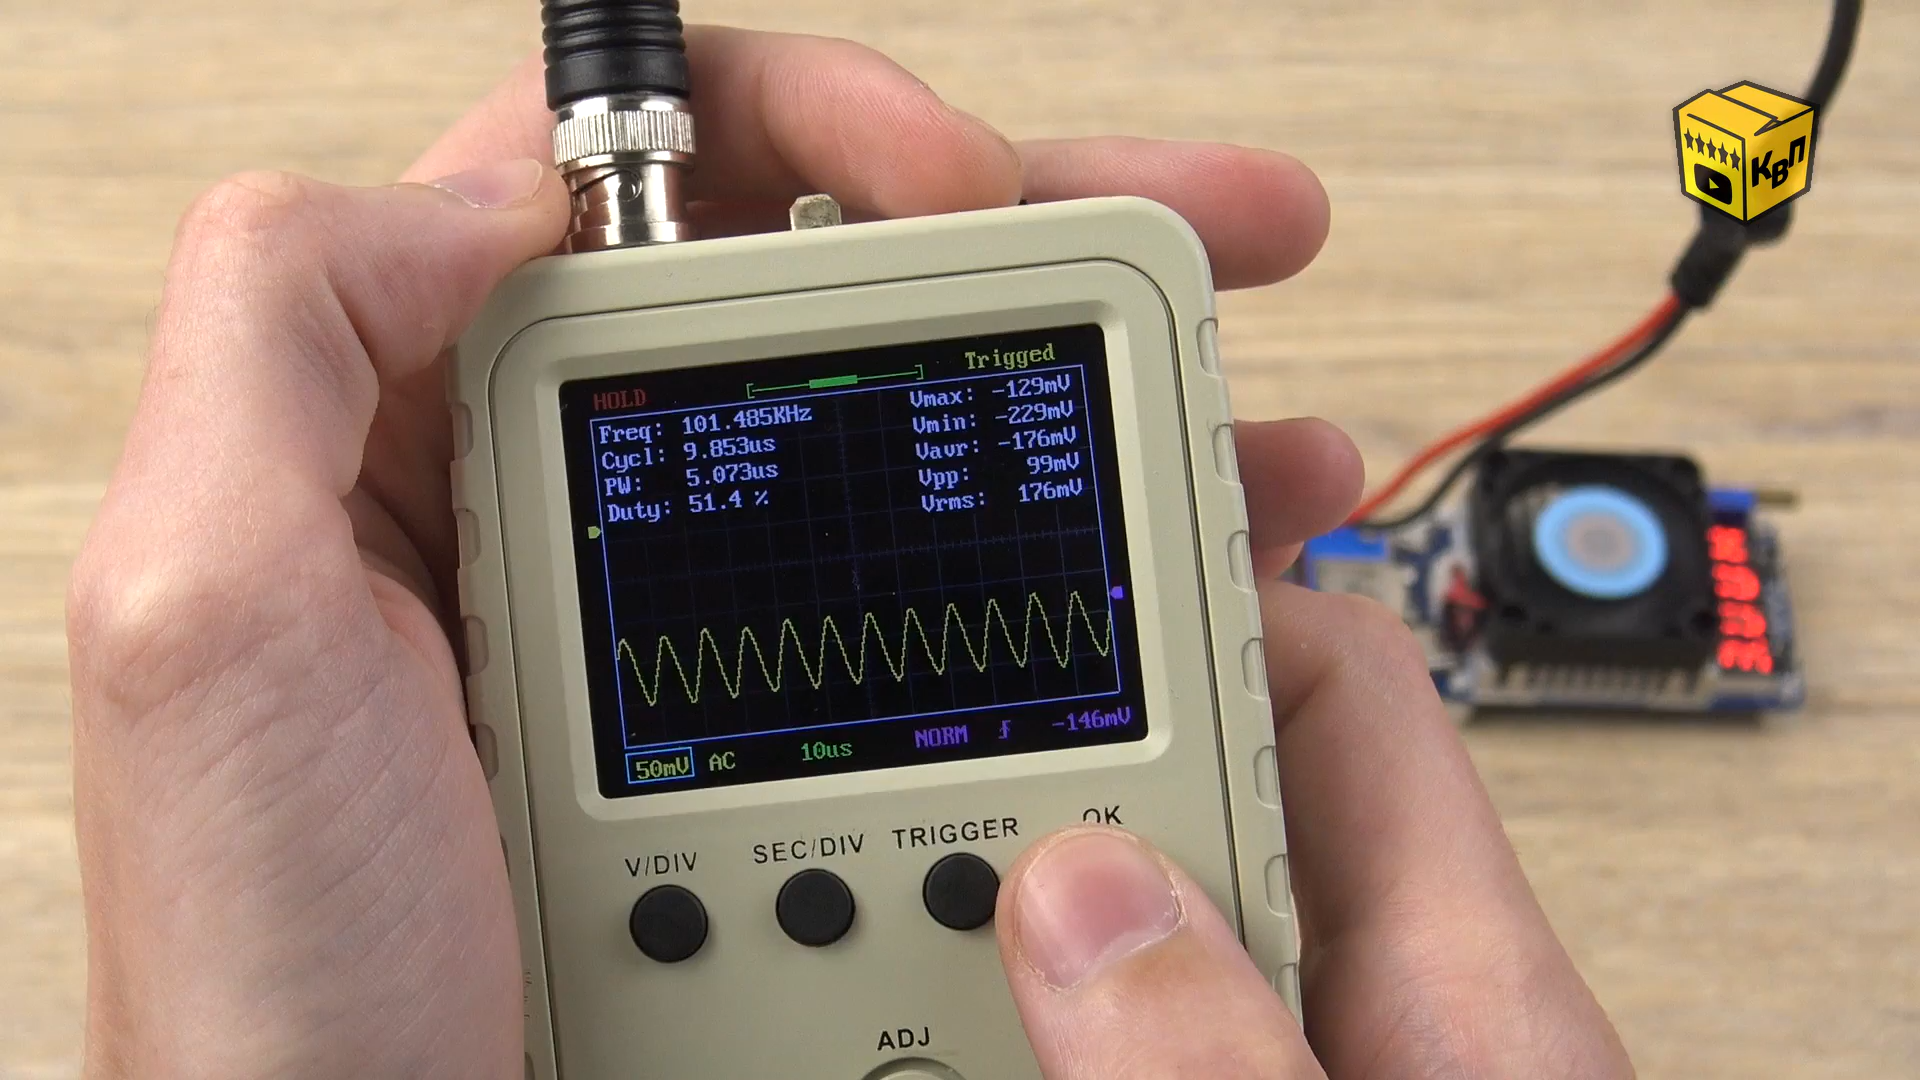 КВП
HOLD
Trigged
Freq: 101.485KHz
Cycl: 9.853us
PW: 5.073us
Duty: 51.4 %
Vmax: -129mV
Vmin: -229mV
Vavr: -176mV
Vpp: 99mV
Vrms: 176mV
50mV AC 10us NORM -146mV
V/DIV SEC/DIV TRIGGER OK
ADJ